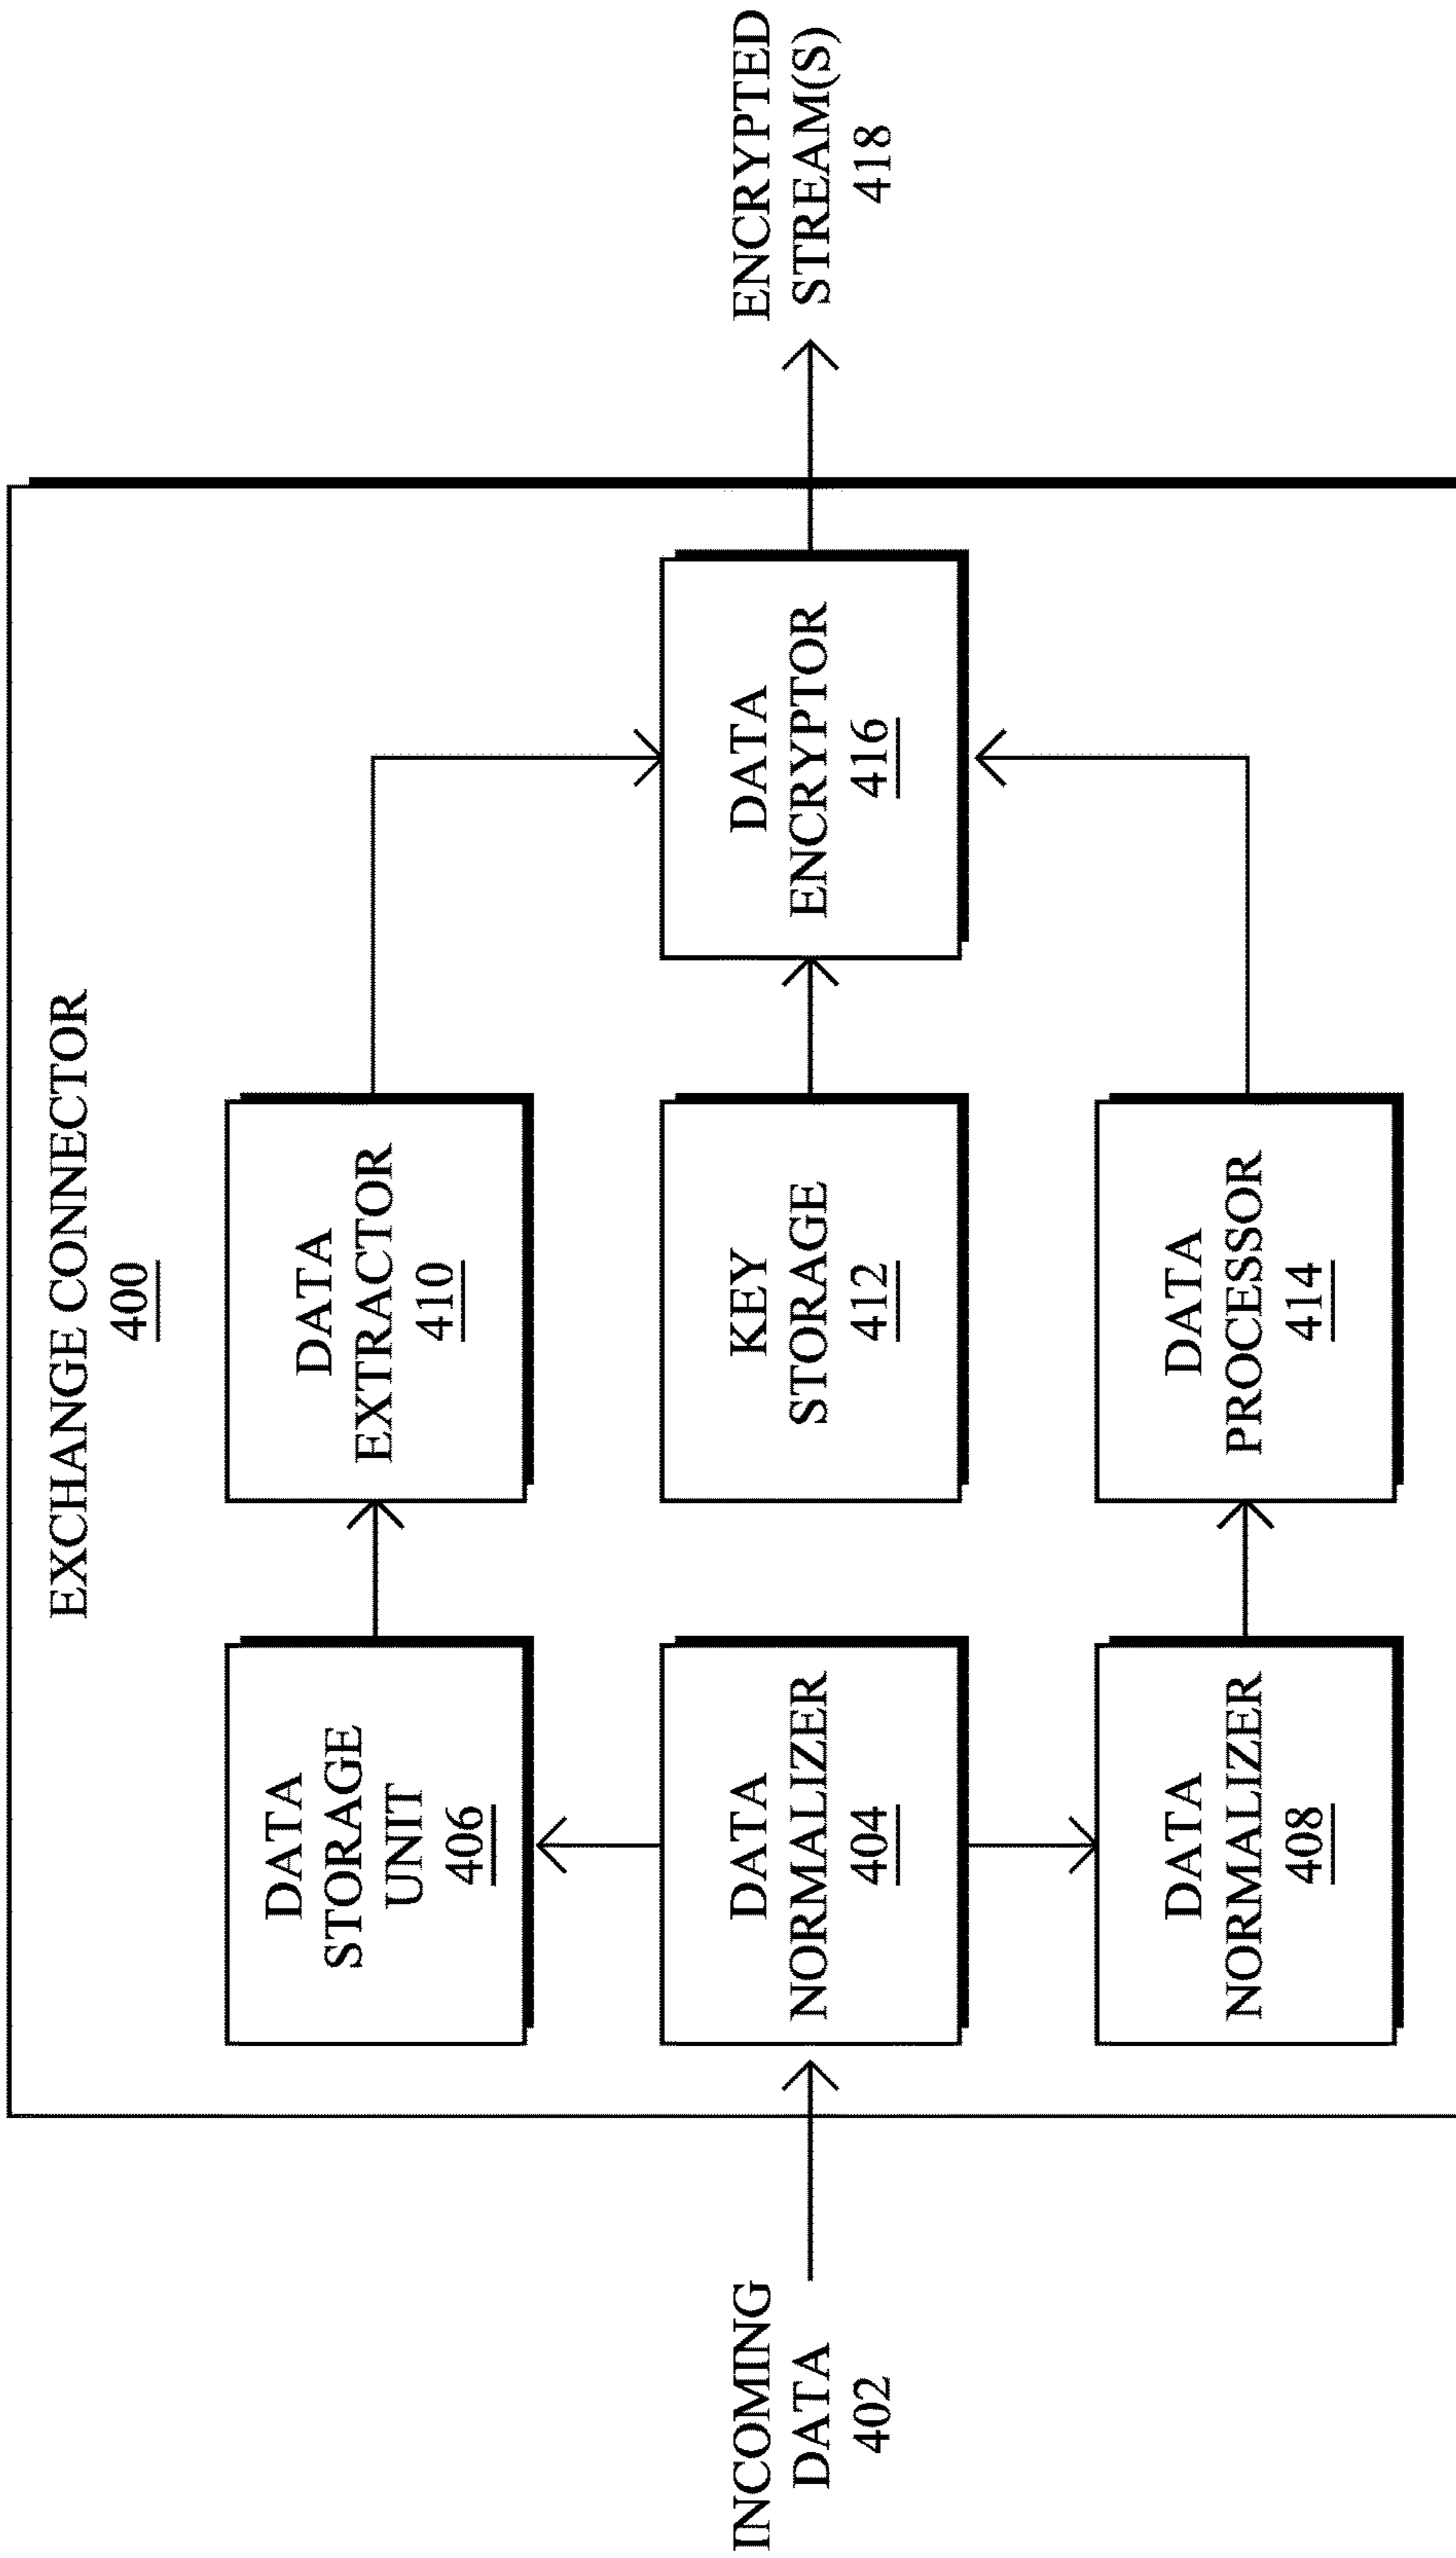 EXCHANGE CONNECTOR
400
DATA
STORAGE
UNIT
406
DATA
EXTRACTOR
410
INCOMING
DATA
402
DATA
NORMALIZER
404
KEY
STORAGE
412
DATA
ENCRYPTOR
416
ENCRYPTED
STREAM(S)
418
DATA
NORMALIZER
408
DATA
PROCESSOR
414